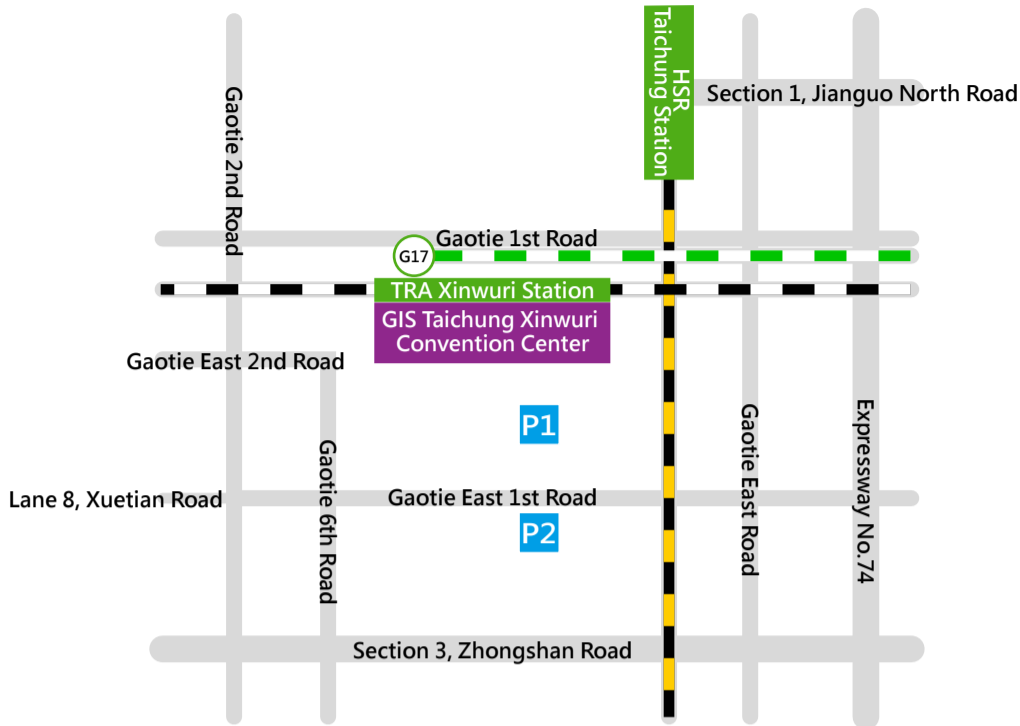 HSR
Taichung Station
Section 1, Jianguo North Road
Gaotie 2nd Road
Gaotie 1st Road
G17
TRA Xinwuri Station
GIS Taichung Xinwuri
Convention Center
Gaotie East 2nd Road
P1
Gaotie East Road
Expressway No.74
Gaotie 6th Road
Lane 8, Xuetian Road
Gaotie East 1st Road
P2
Section 3, Zhongshan Road